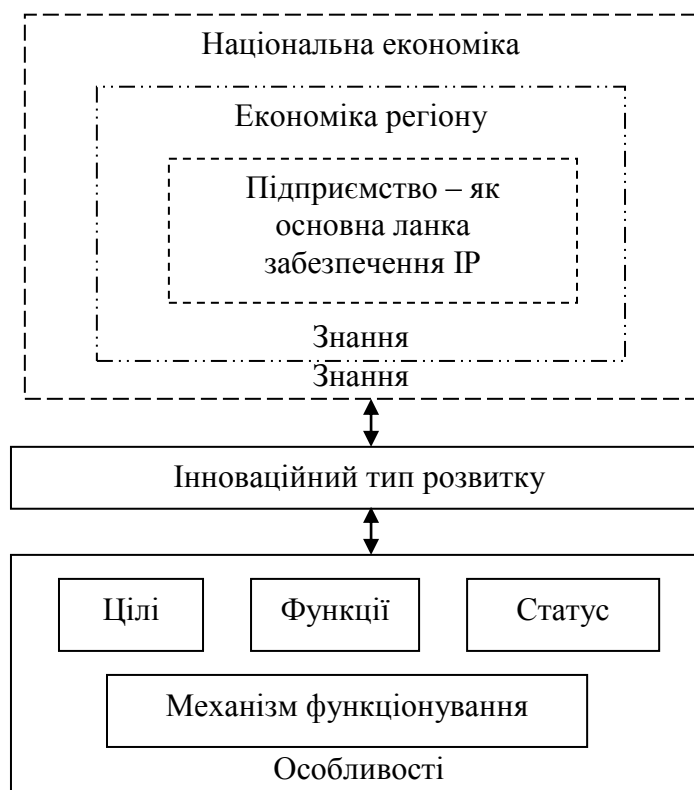 Національна економіка
Економіка регіону
Підприємство – як
основна ланка
забезпечення ІР
Знання
Знання
Інноваційний тип розвитку
Цілі
Функції
Статус
Механізм функціонування
Особливості